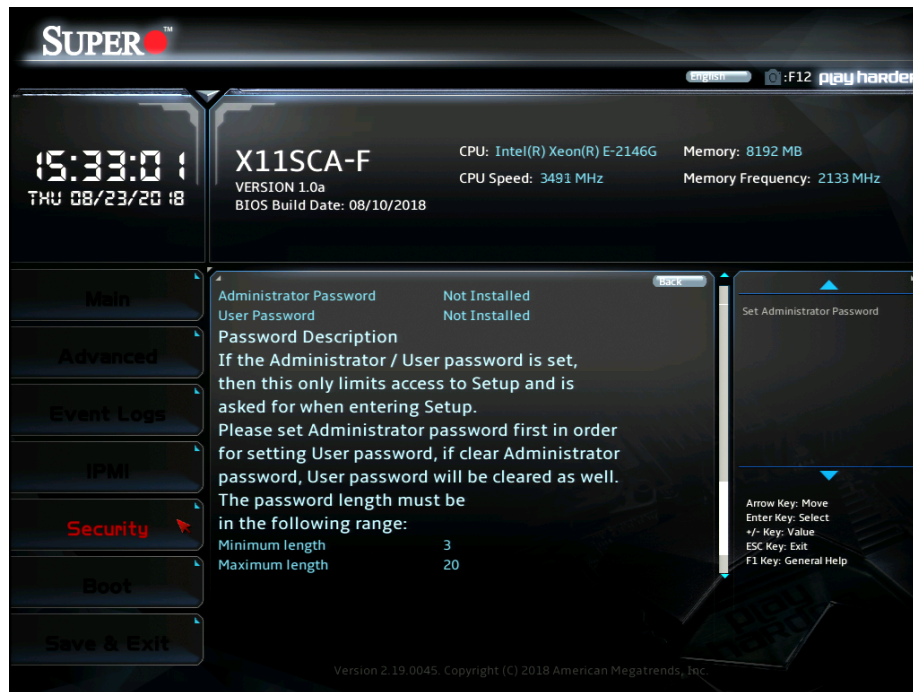 SUPER ™
English :F12 play harder
15:33:01
THU 08/23/2018
X11SCA-F
VERSION 1.0a
BIOS Build Date: 08/10/2018
CPU: Intel(R) Xeon(R) E-2146G
CPU Speed: 3491 MHz
Memory: 8192 MB
Memory Frequency: 2133 MHz
Main
Advanced
Event Logs
IPMI
Security
Boot
Save & Exit
Back
Administrator Password Not Installed
User Password Not Installed
Password Description
If the Administrator / User password is set,
then this only limits access to Setup and is
asked for when entering Setup.
Please set Administrator password first in order
for setting User password, if clear Administrator
password, User password will be cleared as well.
The password length must be
in the following range:
Minimum length 3
Maximum length 20
Set Administrator Password
Arrow Key: Move
Enter Key: Select
+/- Key: Value
ESC Key: Exit
F1 Key: General Help
play
harder
Version 2.19.0045. Copyright (C) 2018 American Megatrends, Inc.